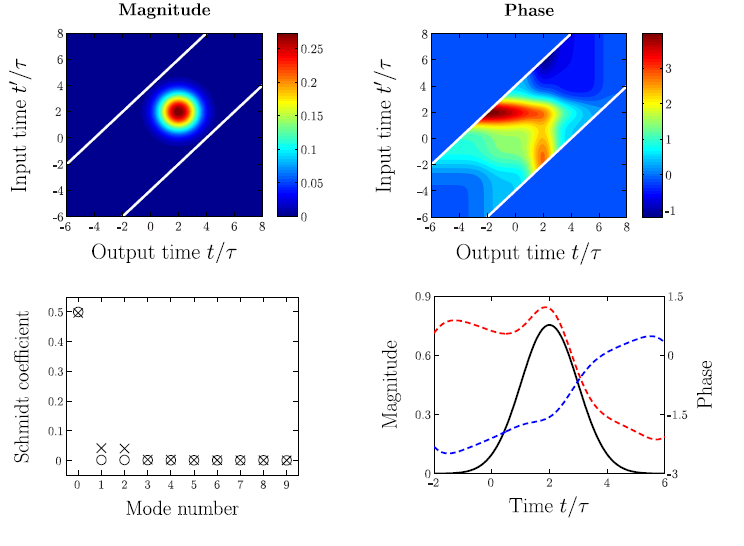 Magnitude
8
6
4
2
0
-2
-4
-6
-6 -4 -2 0 2 4 6 8
Input time t′/τ
Output time t/τ
0.25
0.2
0.15
0.1
0.05
0
Phase
8
6
4
2
0
-2
-4
-6
-6 -4 -2 0 2 4 6 8
Input time t′/τ
Output time t/τ
3
2
1
0
-1
0.5
0.4
0.3
0.2
0.1
0
0 1 2 3 4 5 6 7 8 9
Schmidt coefficient
Mode number
0.9
0.6
0.3
0
-2 0 2 4 6
Magnitude
Time t/τ
1.5
0
-1.5
-3
Phase